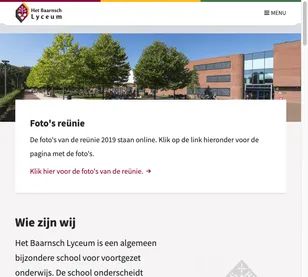 Het Baarnsch
Lyceum
MENU
Foto's reünie
De foto's van de reünie 2019 staan online. Klik op de link hieronder voor de
pagina met de foto's.
Klik hier voor de foto's van de reünie. →
Wie zijn wij
Het Baarnsch Lyceum is een algemeen
bijzondere school voor voortgezet
onderwijs. De school onderscheidt